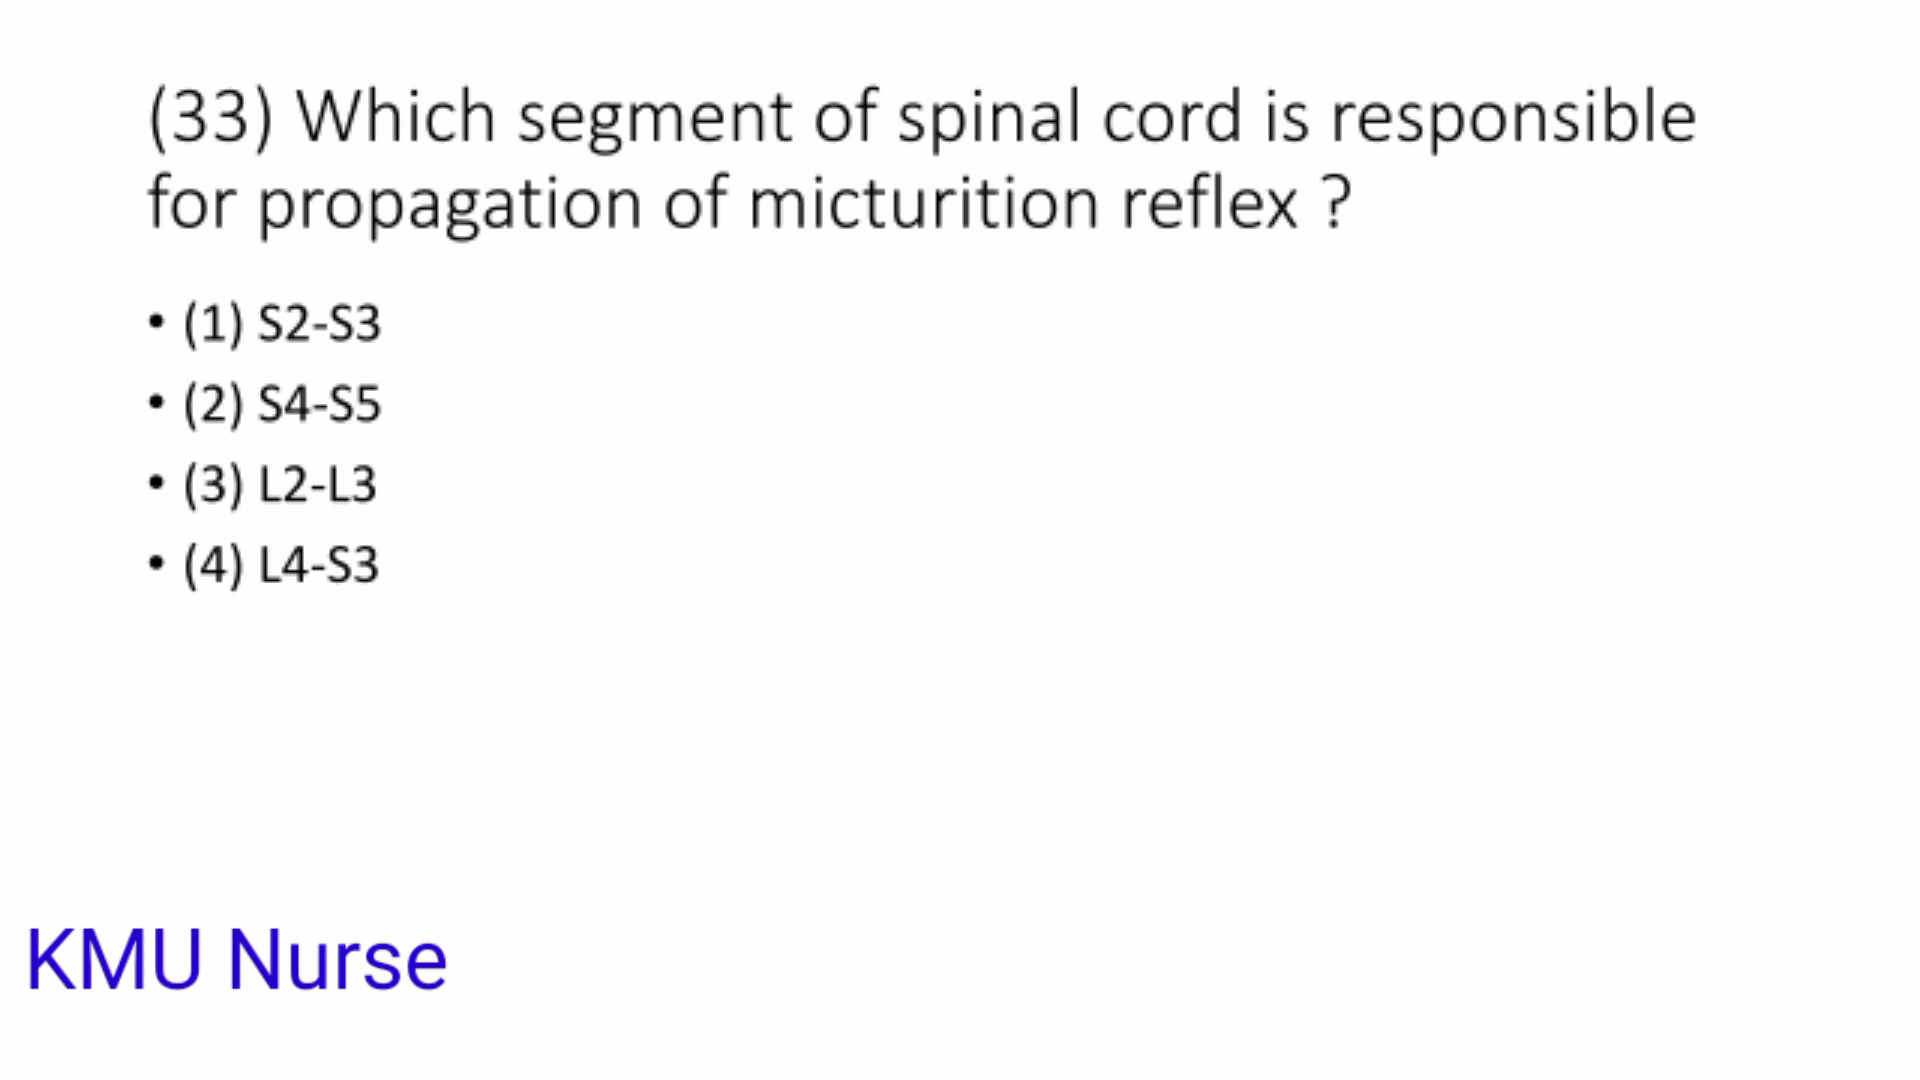 (33) Which segment of spinal cord is responsible
for propagation of micturition reflex ?
• (1) S2-S3
• (2) S4-S5
• (3) L2-L3
• (4) L4-S3
KMU Nurse